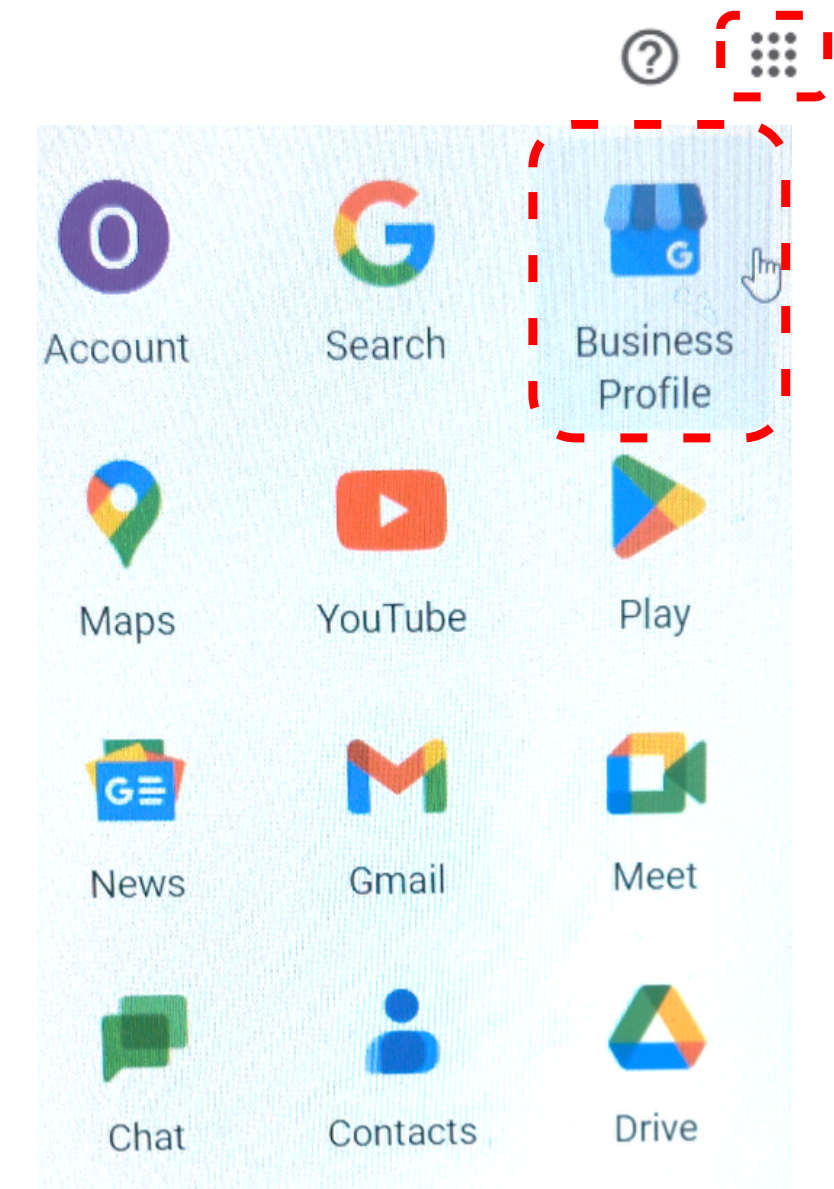 ?
O
G
Account
Search
Business
Profile
Maps
YouTube
Play
G
News
Gmail
Meet
Chat
Contacts
Drive